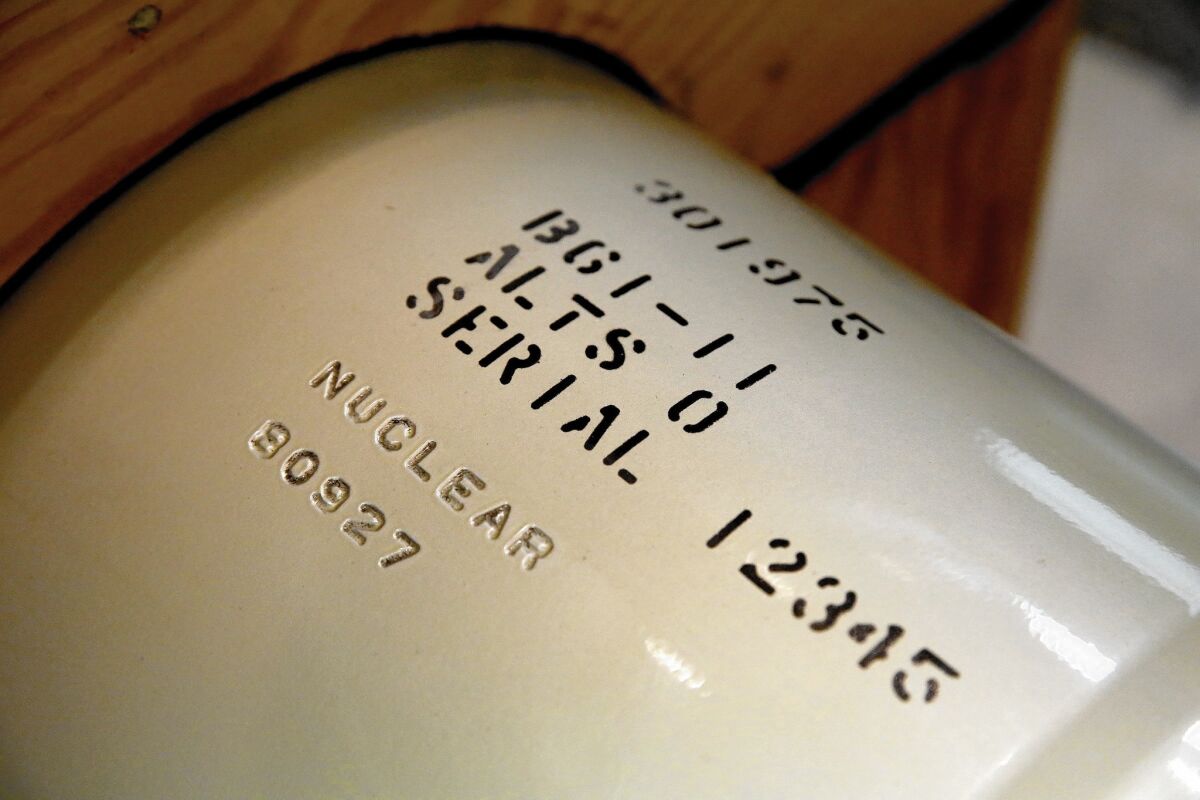 301975
B61-11
ALTS 0
SERIAL 12345
NUCLEAR
80927